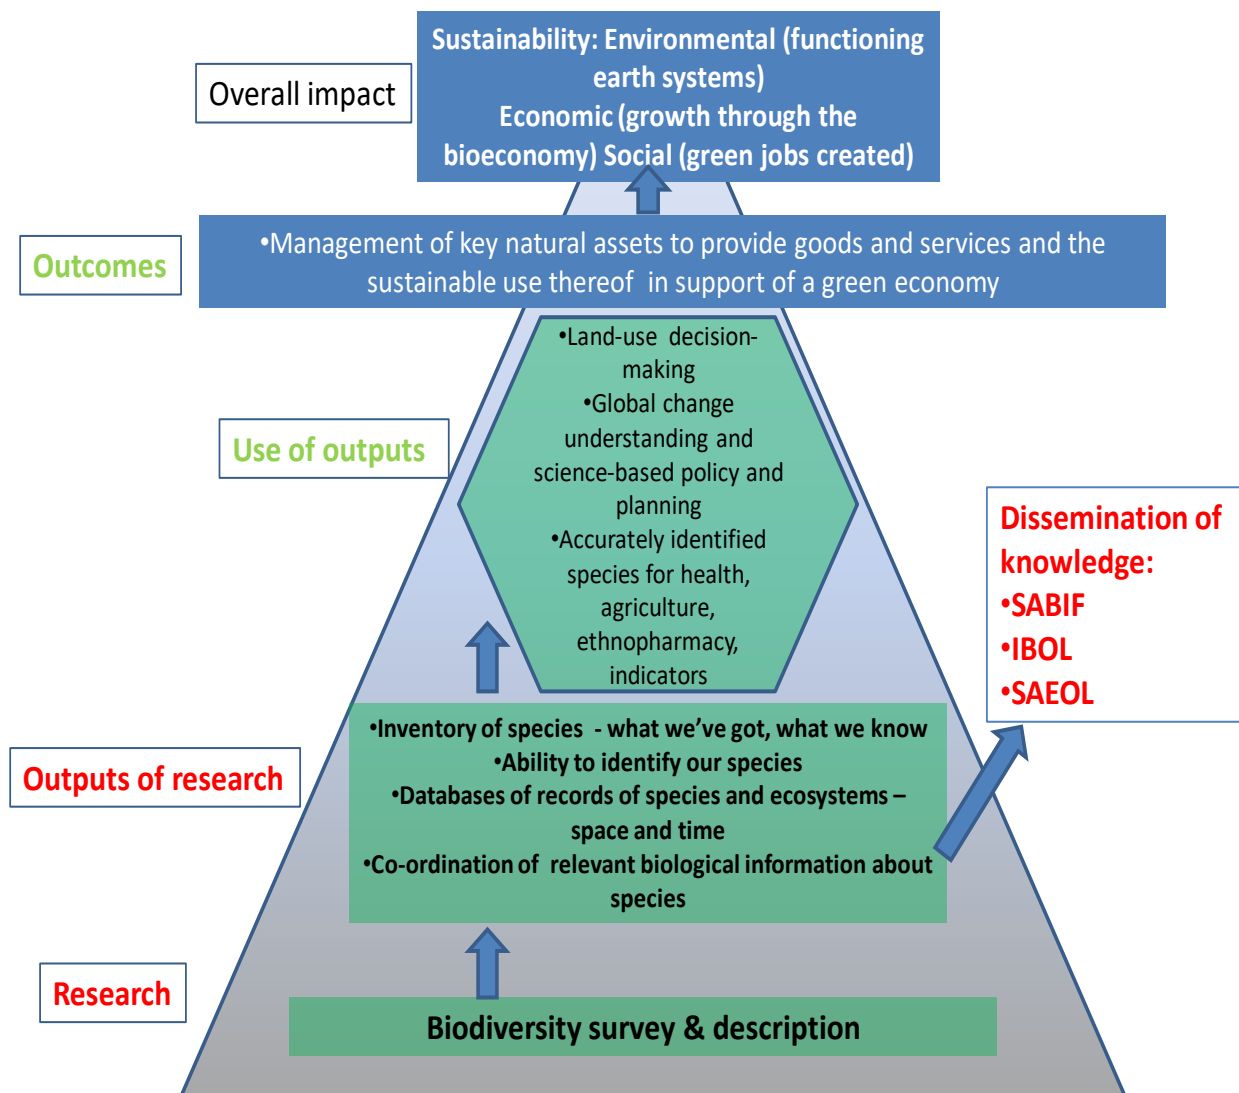 Sustainability: Environmental (functioning
earth systems)
Economic (growth through the
bioeconomy) Social (green jobs created)
Overall impact
Outcomes
•Management of key natural assets to provide goods and services and the
sustainable use thereof in support of a green economy
Use of outputs
•Land-use decision-
making
•Global change
understanding and
science-based policy and
planning
•Accurately identified
species for health,
agriculture,
ethnopharmacy,
indicators
Dissemination of
knowledge:
•SABIF
•IBOL
•SAEOL
Outputs of research
•Inventory of species - what we’ve got, what we know
•Ability to identify our species
•Databases of records of species and ecosystems –
space and time
•Co-ordination of relevant biological information about
species
Research
Biodiversity survey & description